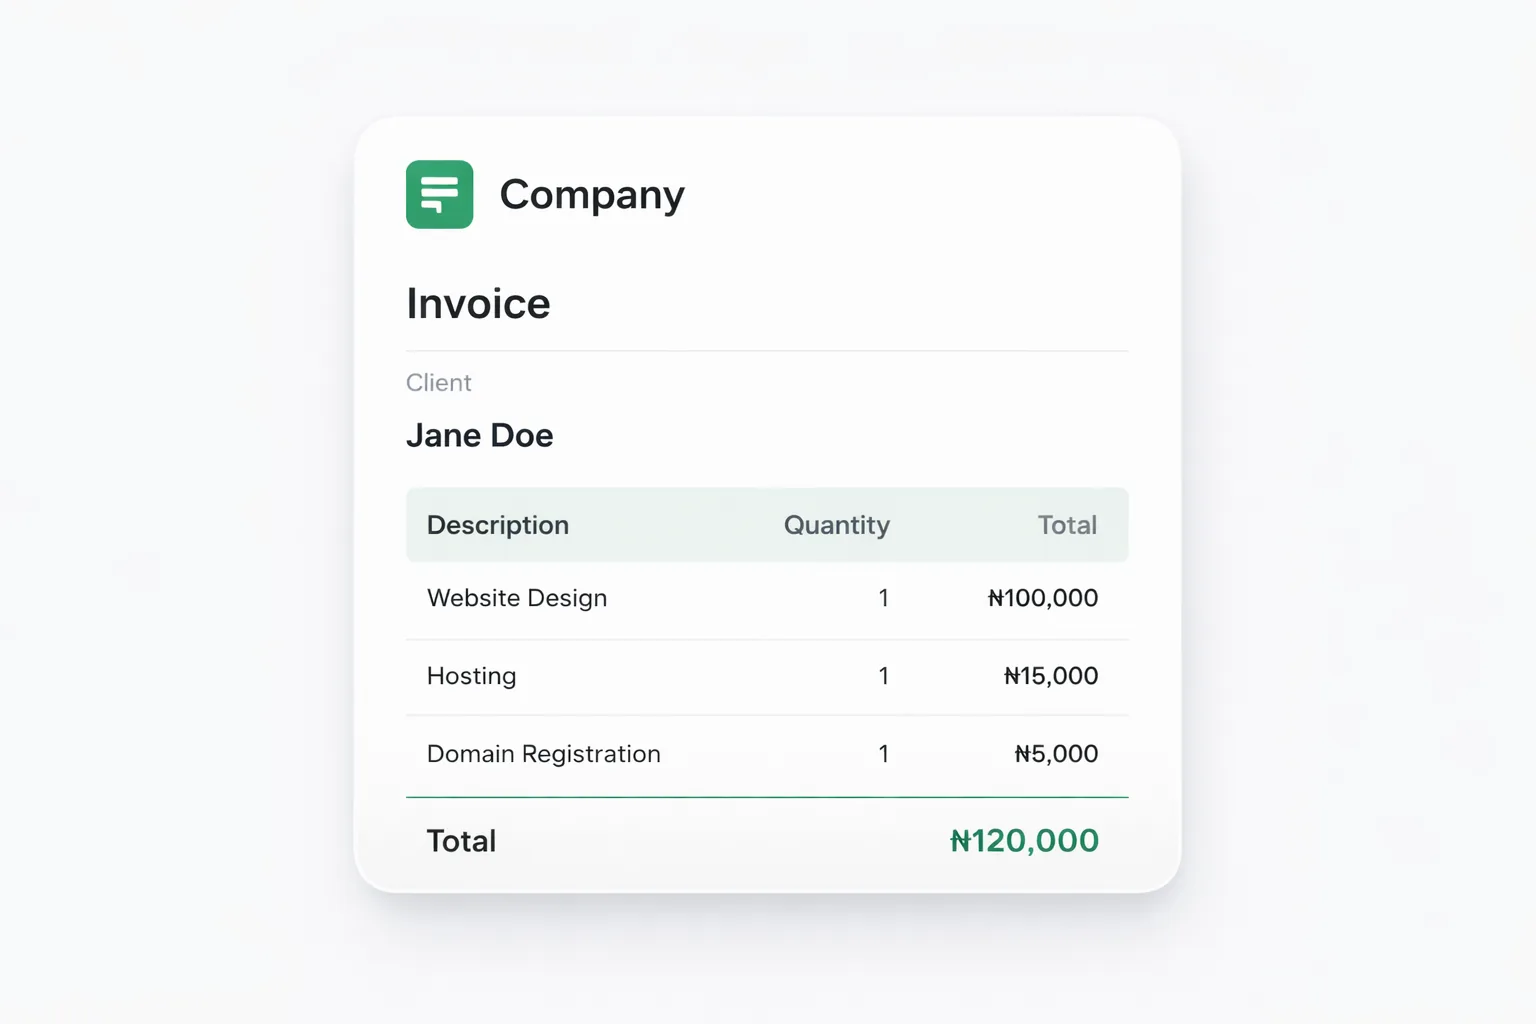 Company
Invoice
Client
Jane Doe
Description Quantity Total
Website Design 1 ₦100,000
Hosting 1 ₦15,000
Domain Registration 1 ₦5,000
Total ₦120,000